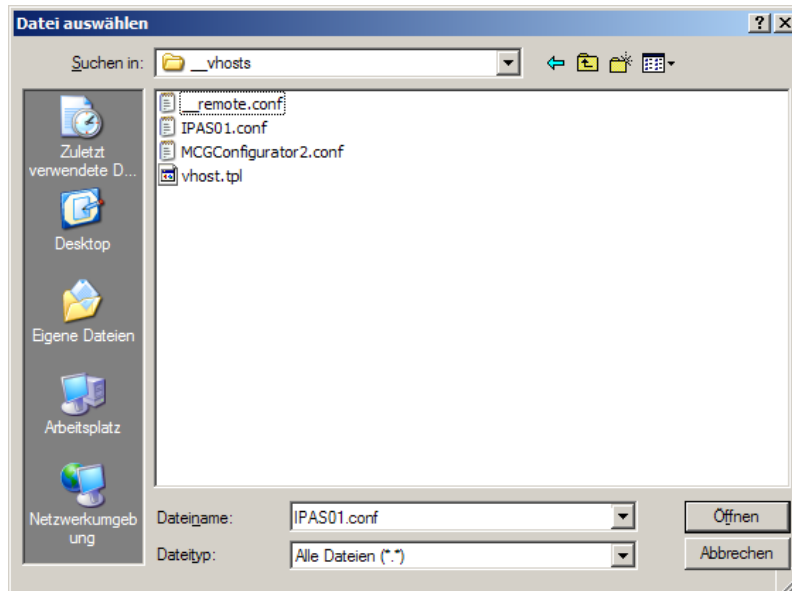 Datei auswählen
Suchen in: __vhosts
__remote.conf
IPAS01.conf
MCGConfigurator2.conf
vhost.tpl
Zuletzt
verwendete D...
Desktop
Eigene Dateien
Arbeitsplatz
Netzwerkumgeb
ung
Dateiname: IPAS01.conf Öffnen
Dateityp: Alle Dateien (*.*) Abbrechen